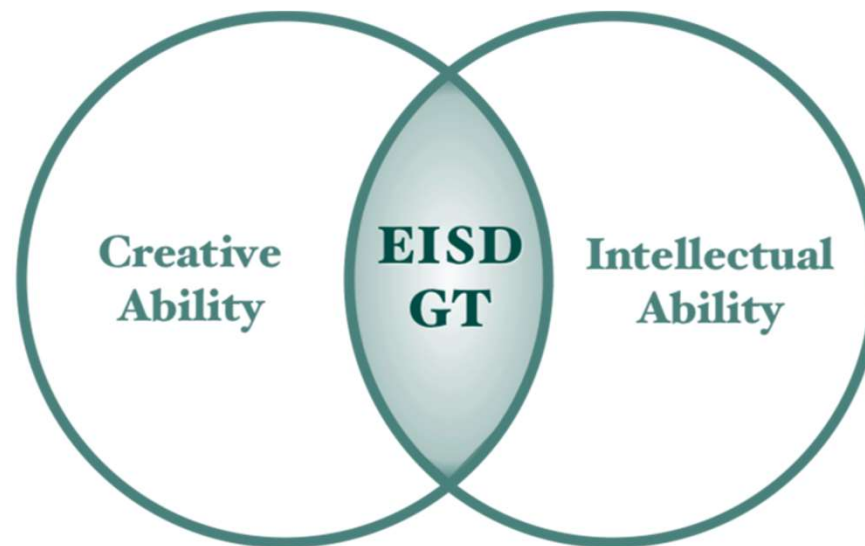 Creative
Ability
EISD
GT
Intellectual
Ability